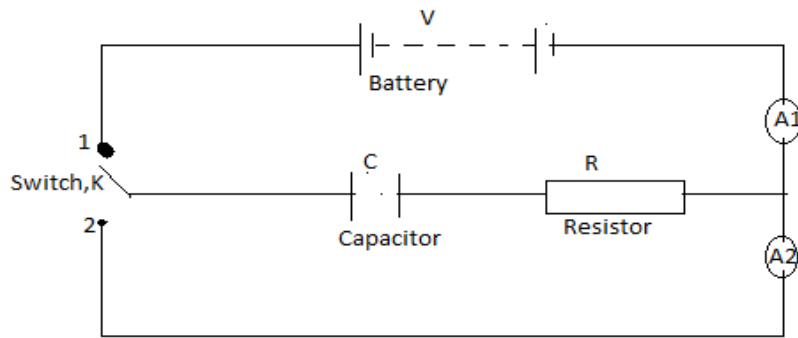 V
Battery
A1
1
C
R
Switch,K
2
Capacitor
Resistor
A2